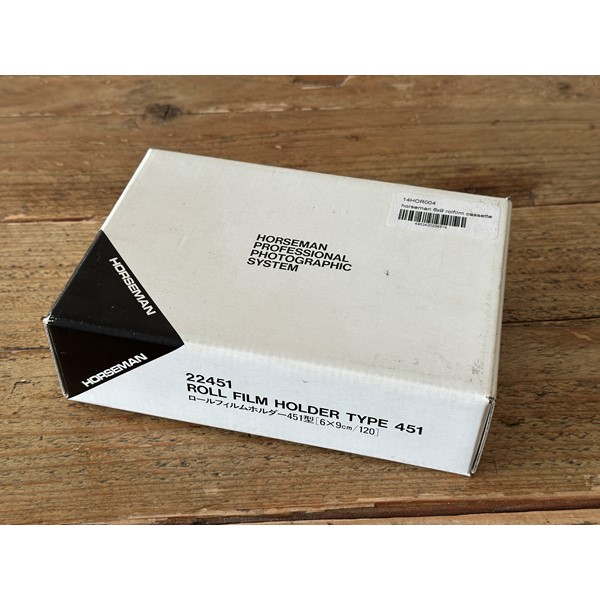 14HOR004
horseman 6x9 rolfilm cassette
HORSEMAN
PROFESSIONAL
PHOTOGRAPHIC
SYSTEM
HORSEMAN
HORSEMAN
22451
ROLL FILM HOLDER TYPE 451
ロールフィルムホルダー451型[6×9cm/120]